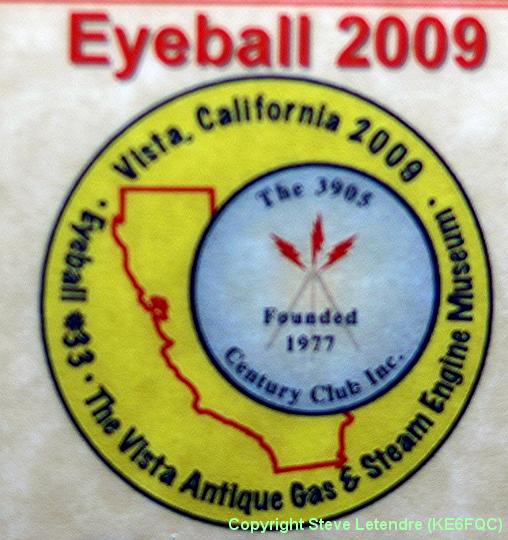 Eyeball 2009
· Vista, California 2009 ·
Eyeball #33 · The Vista Antique Gas & Steam Engine Museum
The 3905
Founded
1977
Century Club Inc.
Copyright Steve Letendre (KE6FQC)